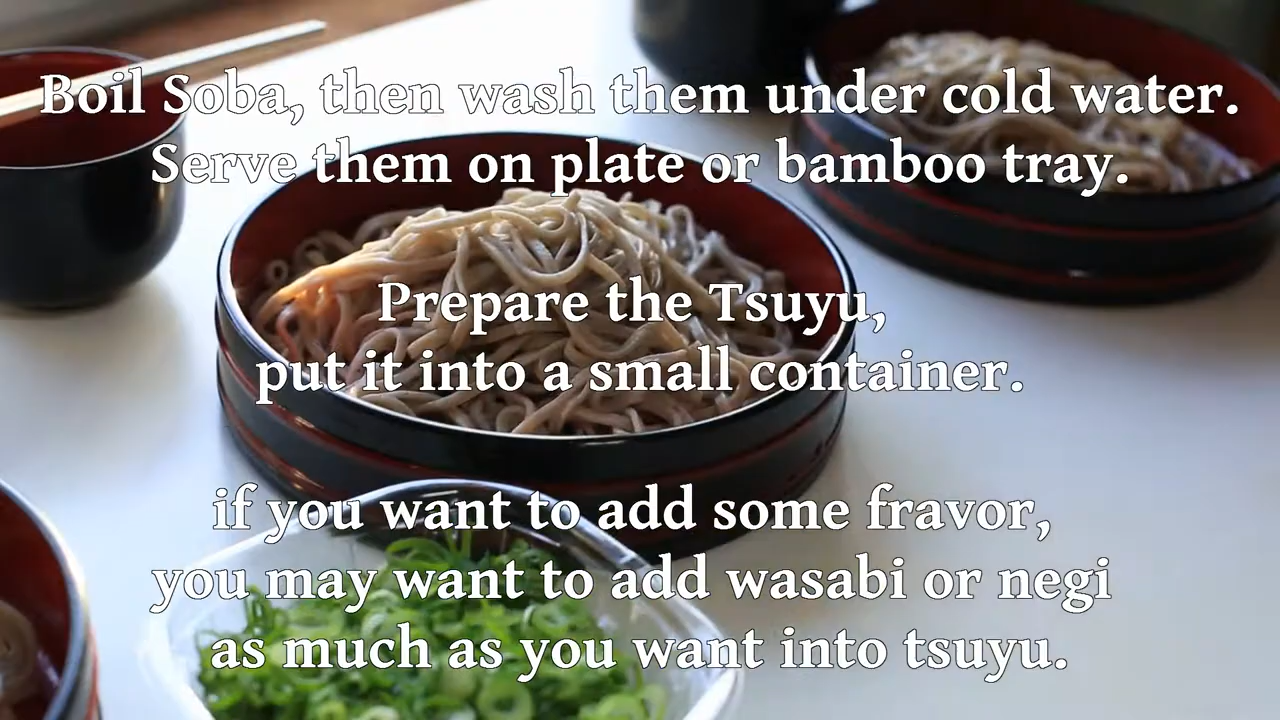 Boil Soba, then wash them under cold water.
Serve them on plate or bamboo tray.
Prepare the Tsuyu,
put it into a small container.
if you want to add some fravor,
you may want to add wasabi or negi
as much as you want into tsuyu.